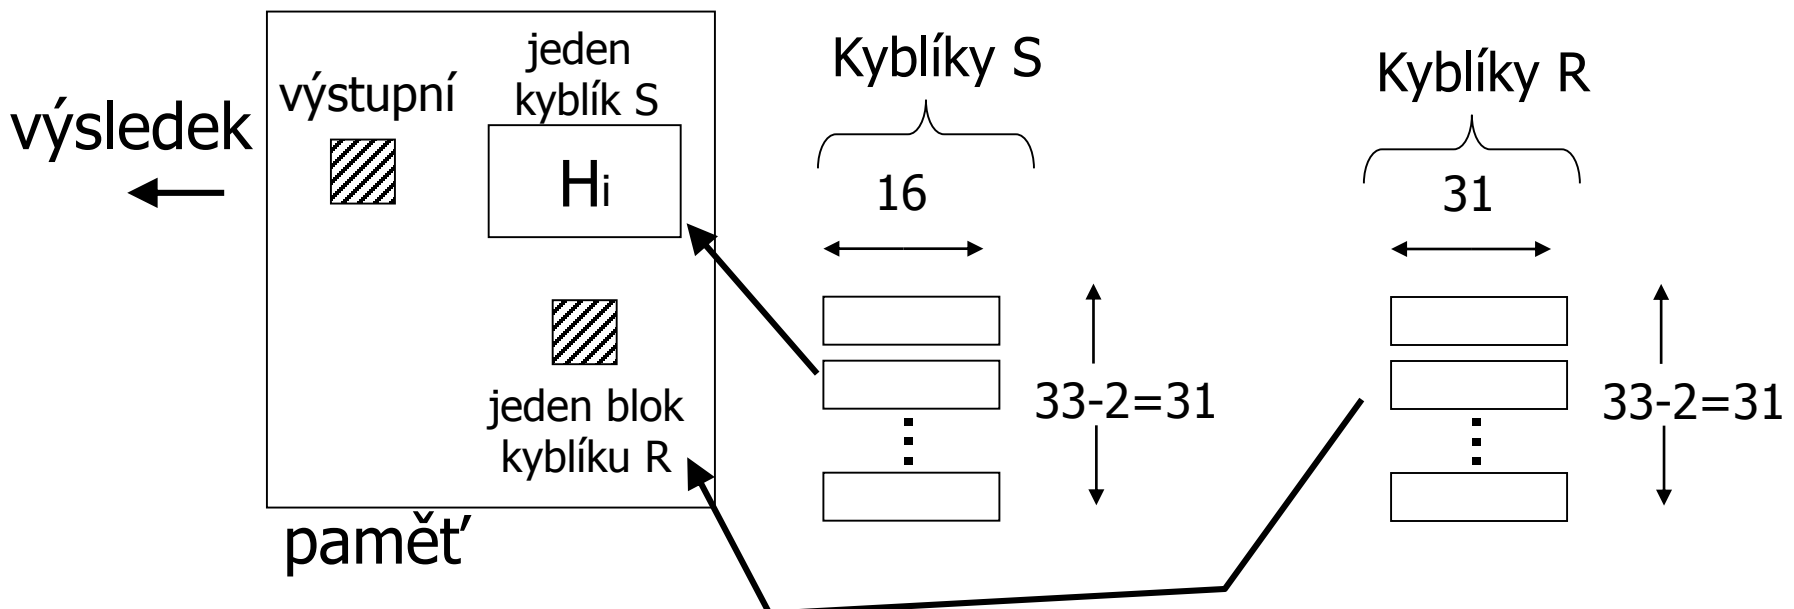 výsledek
výstupní
jeden
kyblík S
Hi
jeden blok
kyblíku R
paměť
Kyblíky S
16
33-2=31
Kyblíky R
31
33-2=31